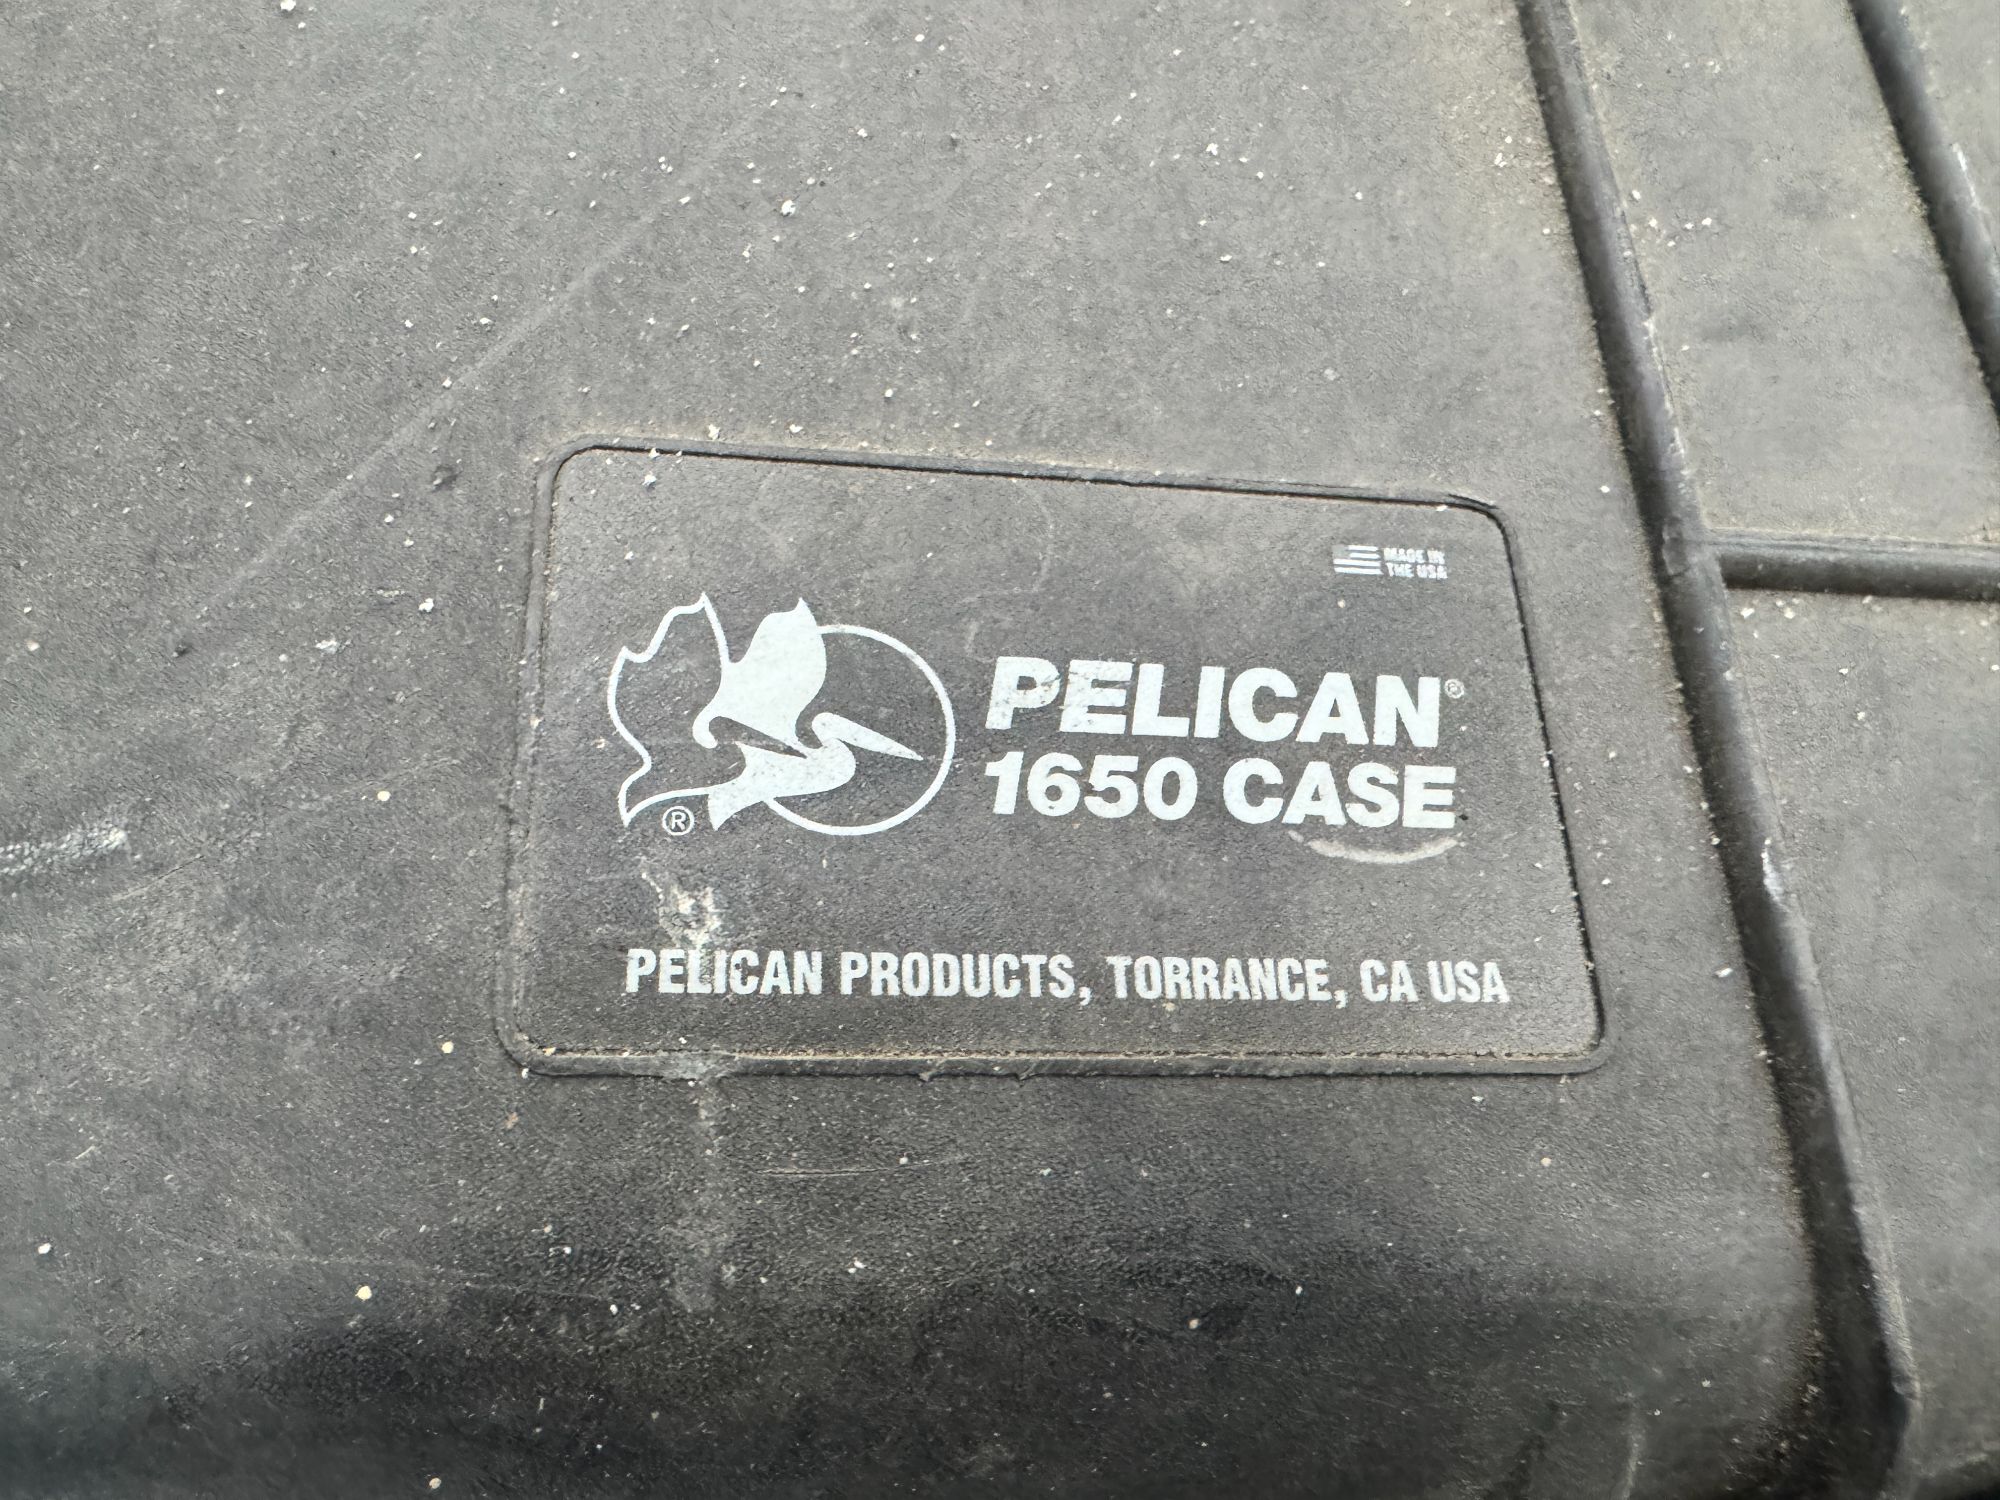 MADE IN
THE USA
PELICAN®
1650 CASE
®
PELICAN PRODUCTS, TORRANCE, CA USA